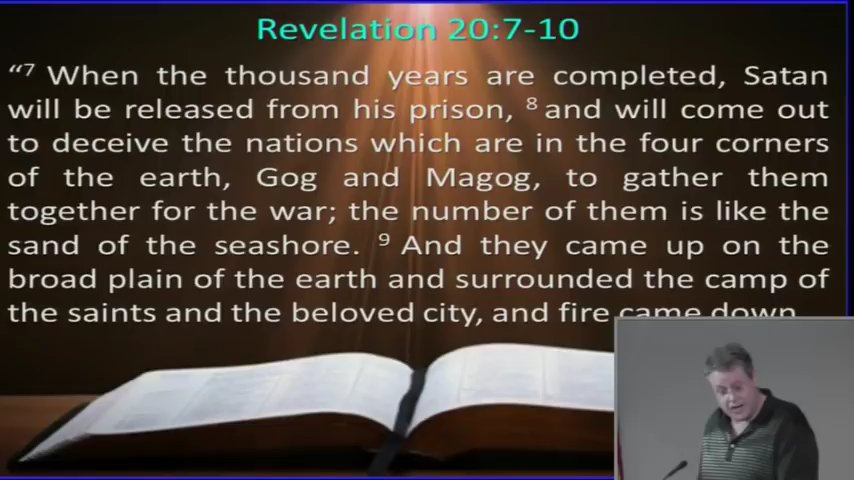 Revelation 20:7-10
“⁷ When the thousand years are completed, Satan
will be released from his prison, ⁸ and will come out
to deceive the nations which are in the four corners
of the earth, Gog and Magog, to gather them
together for the war; the number of them is like the
sand of the seashore. ⁹ And they came up on the
broad plain of the earth and surrounded the camp of
the saints and the beloved city, and fire came down